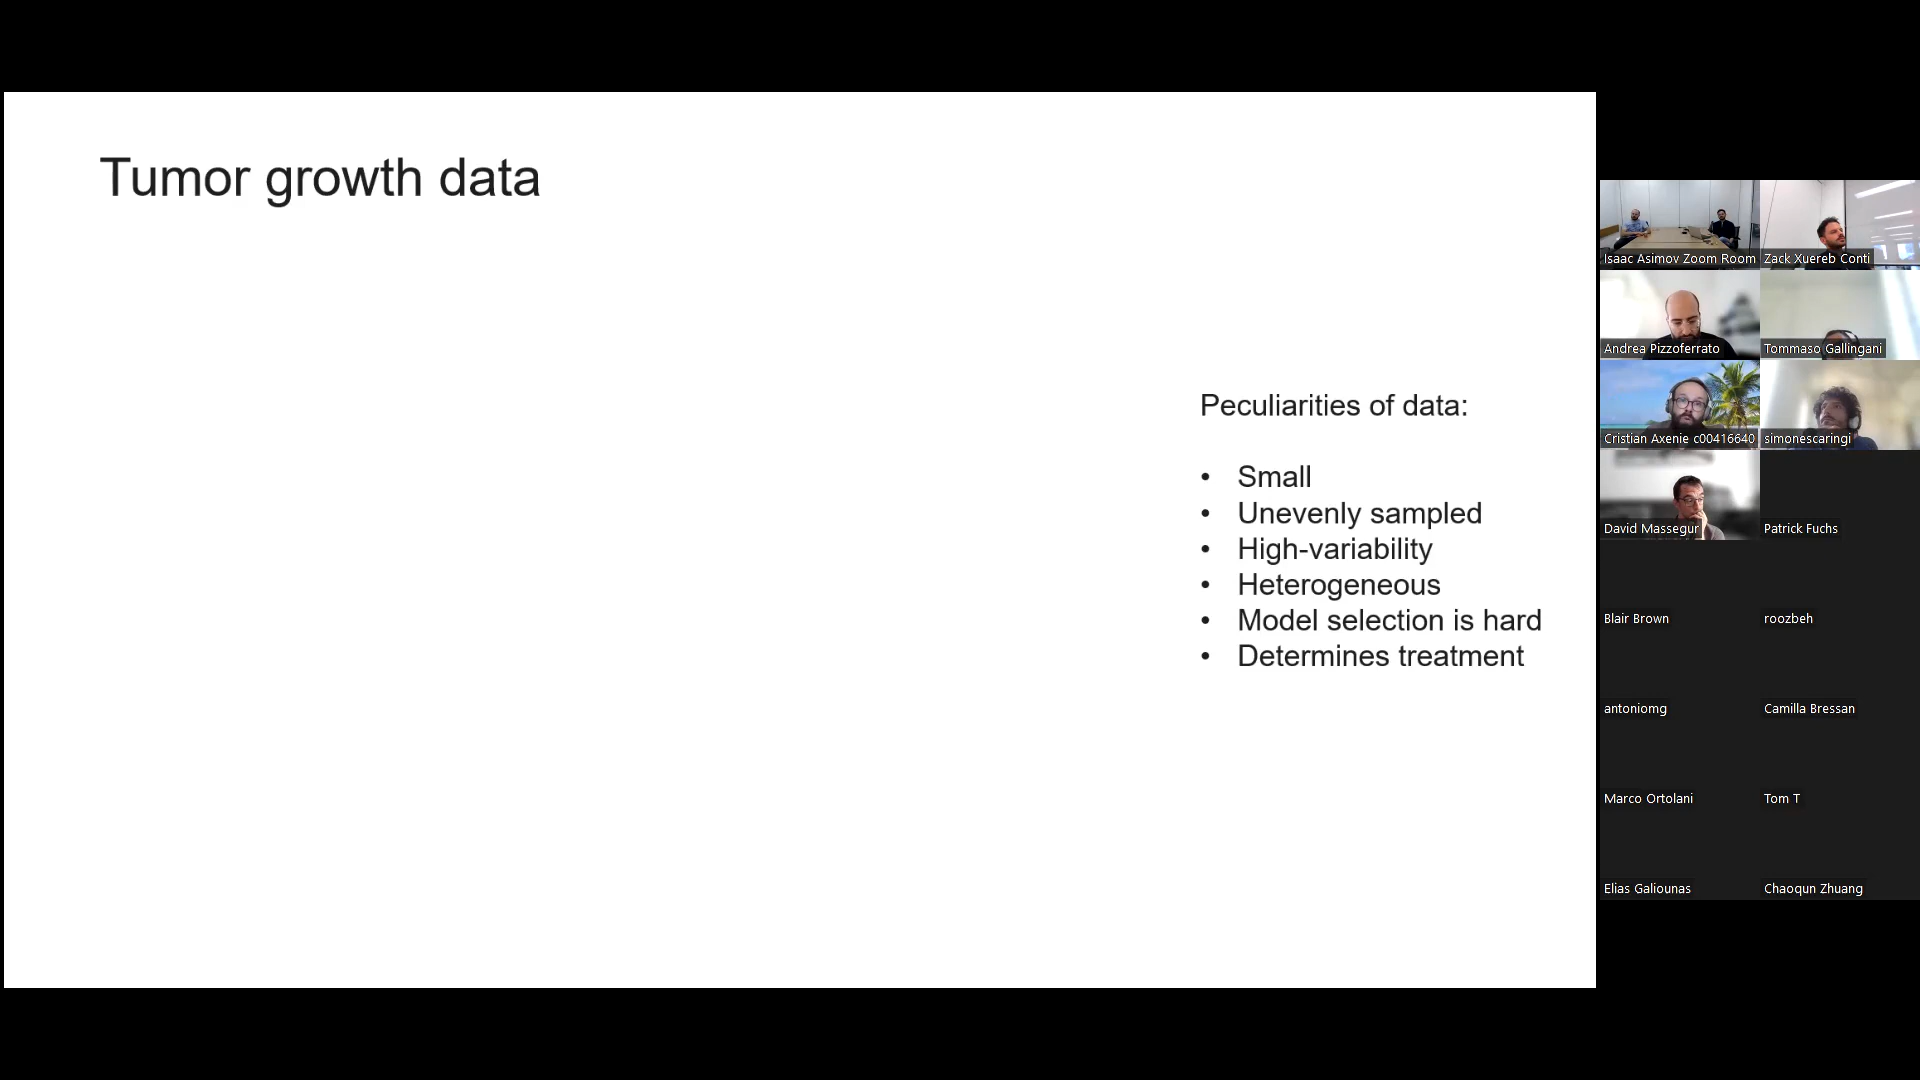 Tumor growth data
Peculiarities of data:
• Small
• Unevenly sampled
• High-variability
• Heterogeneous
• Model selection is hard
• Determines treatment
Isaac Asimov Zoom Room
Zack Xuereb Conti
Andrea Pizzoferrato
Tommaso Gallingani
Cristian Axenie c00416640
simonescaringi
David Massegur
Patrick Fuchs
Blair Brown
roozbeh
antoniomg
Camilla Bressan
Marco Ortolani
Tom T
Elias Galiounas
Chaoqun Zhuang